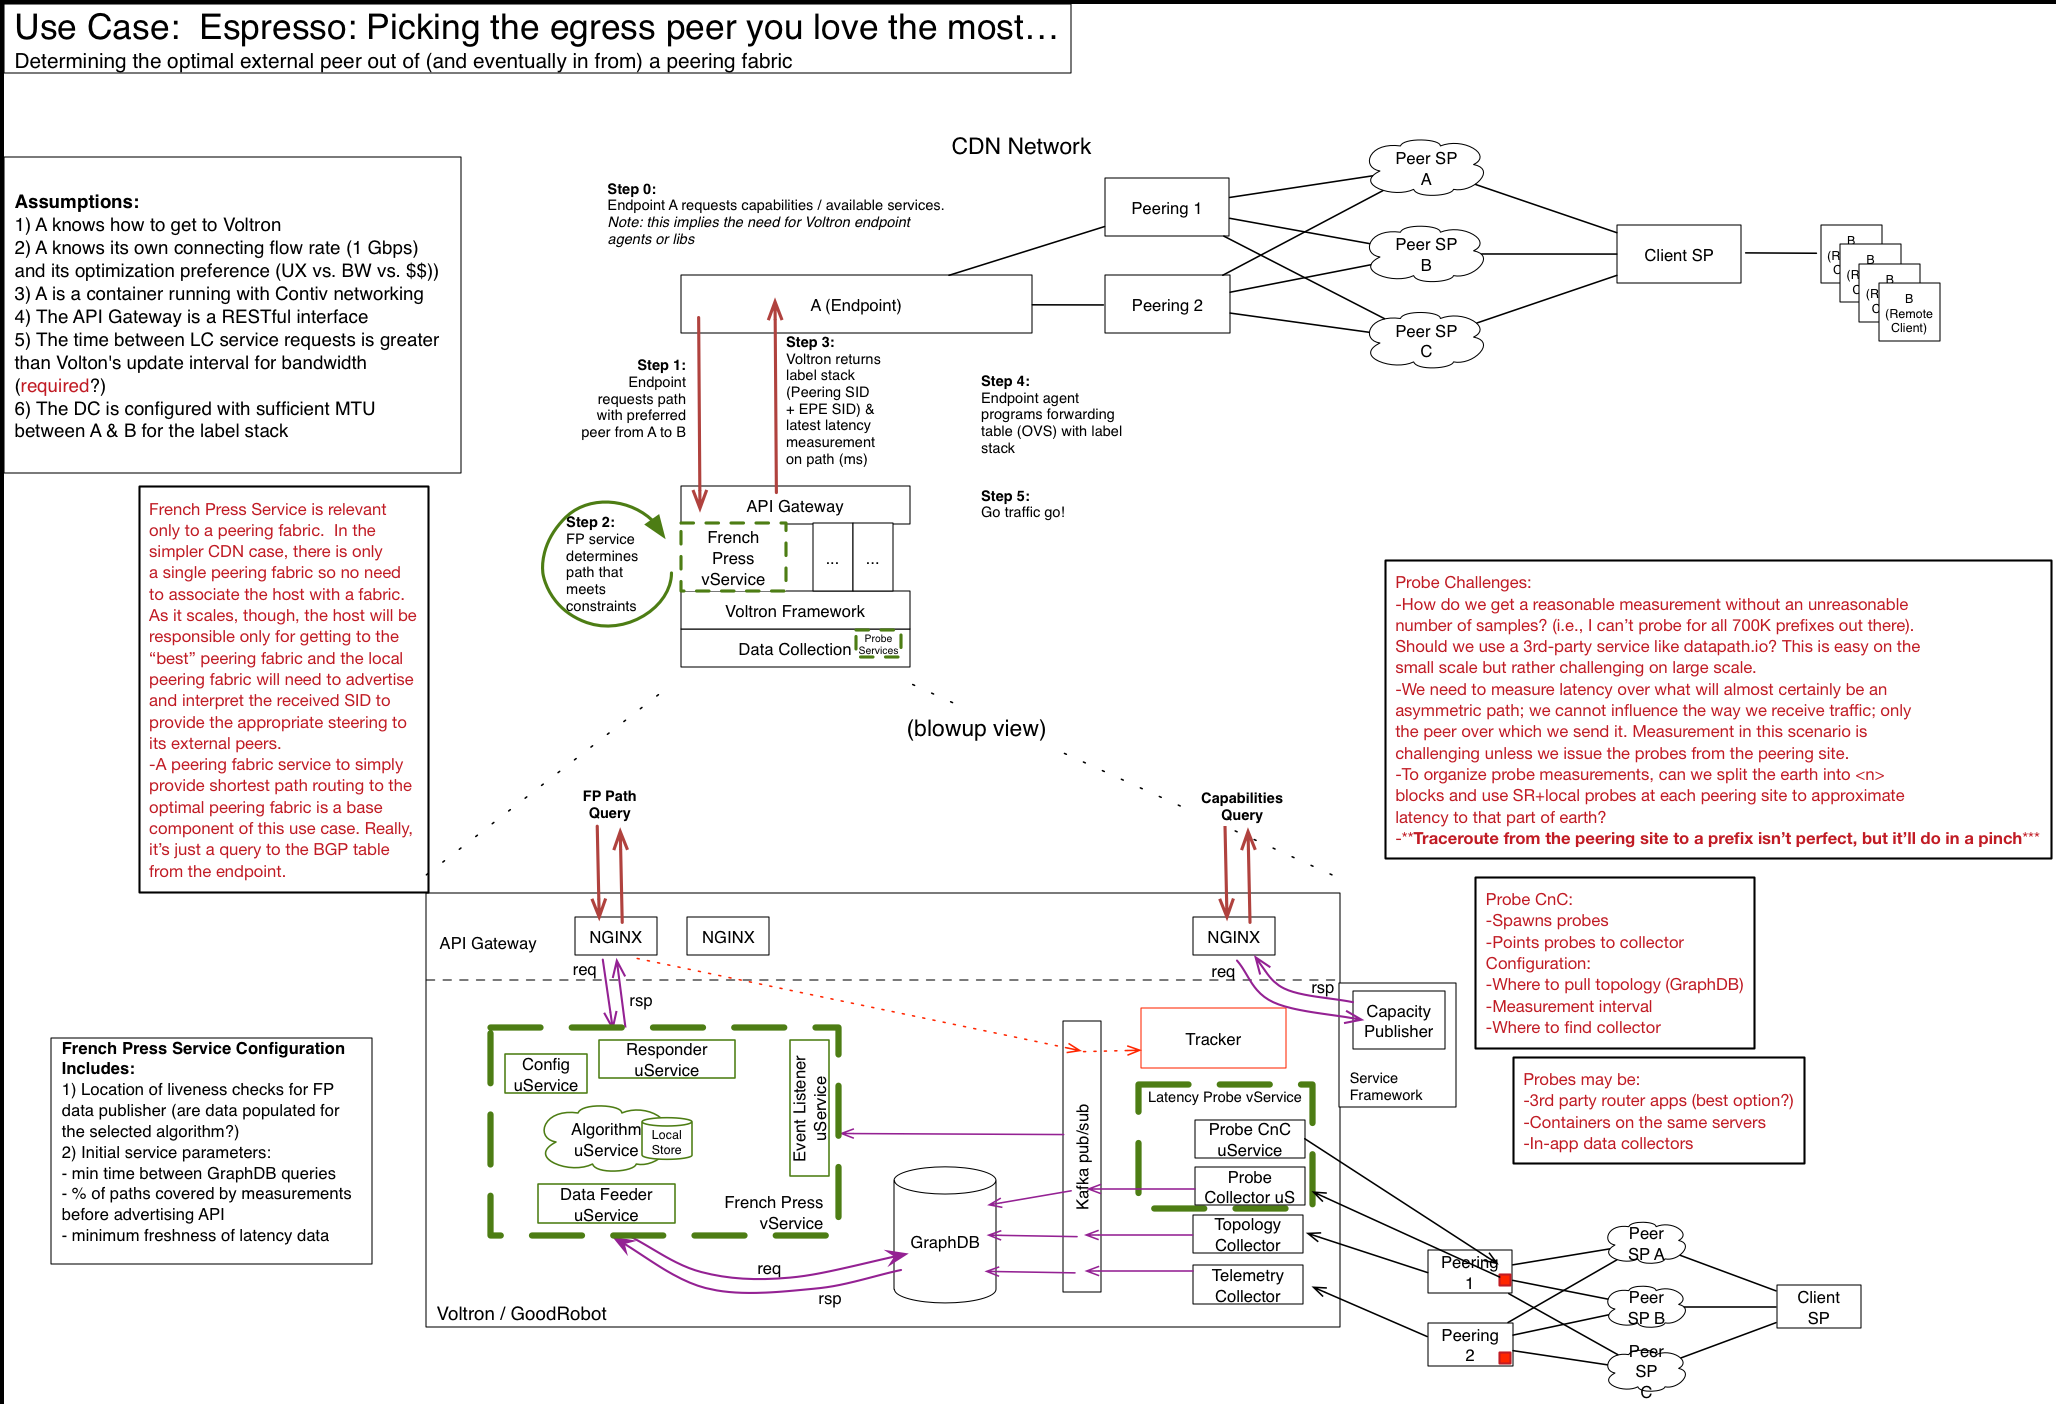 Use Case:  Espresso: Picking the egress peer you love the most...
Determining the optimal external peer out of (and eventually in from) a peering fabric
CDN Network
Assumptions:
1) A knows how to get to Voltron
2) A knows its own connecting flow rate (1 Gbps)
and its optimization preference (UX vs. BW vs. $$))
3) A is a container running with Contiv networking
4) The API Gateway is a RESTful interface
5) The time between LC service requests is greater
than Volton's update interval for bandwidth
(required?)
6) The DC is configured with sufficient MTU
between A & B for the label stack
Step 0:
Endpoint A requests capabilities / available services.
Note: this implies the need for Voltron endpoint
agents or libs
A (Endpoint)
Peering 1
Peering 2
Peer SP
A
Peer SP
B
Peer SP
C
Client SP
B
(R
C
B
(R
C
B
(R
C
B
(Remote
Client)
Step 1:
Endpoint
requests path
with preferred
peer from A to B
Step 3:
Voltron returns
label stack
(Peering SID
+ EPE SID) &
latest latency
measurement
on path (ms)
Step 4:
Endpoint agent
programs forwarding
table (OVS) with label
stack
Step 5:
Go traffic go!
Step 2:
FP service
determines
path that
meets
constraints
API Gateway
French
Press
vService
...
...
Voltron Framework
Data Collection
Probe
Services
(blowup view)
French Press Service is relevant
only to a peering fabric.  In the
simpler CDN case, there is only
a single peering fabric so no need
to associate the host with a fabric.
As it scales, though, the host will be
responsible only for getting to the
“best” peering fabric and the local
peering fabric will need to advertise
and interpret the received SID to
provide the appropriate steering to
its external peers.
-A peering fabric service to simply
provide shortest path routing to the
optimal peering fabric is a base
component of this use case. Really,
it’s just a query to the BGP table
from the endpoint.
Probe Challenges:
-How do we get a reasonable measurement without an unreasonable
number of samples? (i.e., I can’t probe for all 700K prefixes out there).
Should we use a 3rd-party service like datapath.io? This is easy on the
small scale but rather challenging on large scale.
-We need to measure latency over what will almost certainly be an
asymmetric path; we cannot influence the way we receive traffic; only
the peer over which we send it. Measurement in this scenario is
challenging unless we issue the probes from the peering site.
-To organize probe measurements, can we split the earth into <n>
blocks and use SR+local probes at each peering site to approximate
latency to that part of earth?
-**Traceroute from the peering site to a prefix isn’t perfect, but it’ll do in a pinch***
Probe CnC:
-Spawns probes
-Points probes to collector
Configuration:
-Where to pull topology (GraphDB)
-Measurement interval
-Where to find collector
Probes may be:
-3rd party router apps (best option?)
-Containers on the same servers
-In-app data collectors
French Press Service Configuration
Includes:
1) Location of liveness checks for FP
data publisher (are data populated for
the selected algorithm?)
2) Initial service parameters:
- min time between GraphDB queries
- % of paths covered by measurements
before advertising API
- minimum freshness of latency data
FP Path
Query
Capabilities
Query
API Gateway
NGINX
NGINX
NGINX
req
rsp
req
rsp
Capacity
Publisher
Service
Framework
Config
uService
Responder
uService
Event Listener
uService
Algorithm
uService
Local
Store
Data Feeder
uService
French Press
vService
Kafka pub/sub
Tracker
Latency Probe vService
Probe CnC
uService
Probe
Collector uS
Topology
Collector
Telemetry
Collector
GraphDB
req
rsp
Voltron / GoodRobot
Peering
1
Peering
2
Peer
SP A
Peer
SP B
Peer
SP
C
Client
SP